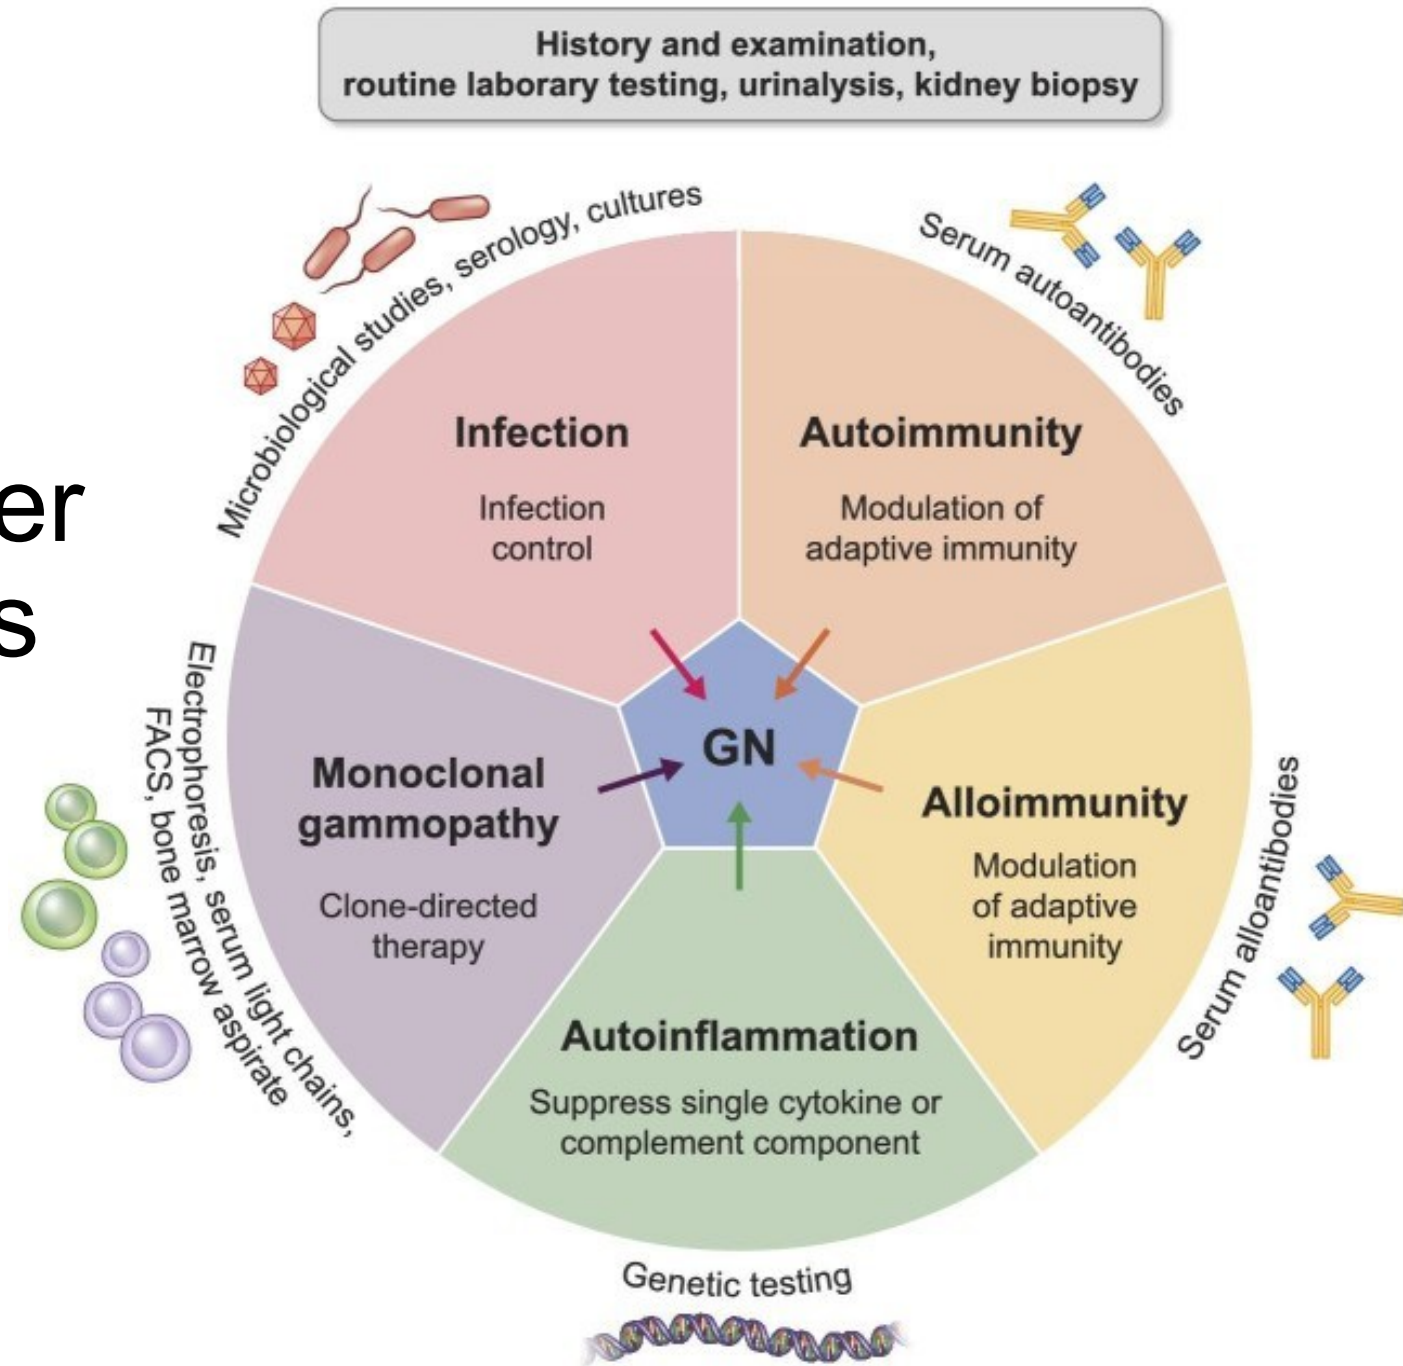 History and examination,
routine laborary testing, urinalysis, kidney biopsy
Microbiological studies, serology, cultures
Serum autoantibodies
Infection
Infection
control
Autoimmunity
Modulation of
adaptive immunity
er
s
GN
Monoclonal
gammopathy
Clone-directed
therapy
Electrophoresis, serum light chains,
FACS, bone marrow aspirate
Alloimmunity
Modulation
of adaptive
immunity
Serum alloantibodies
Autoinflammation
Suppress single cytokine or
complement component
Genetic testing